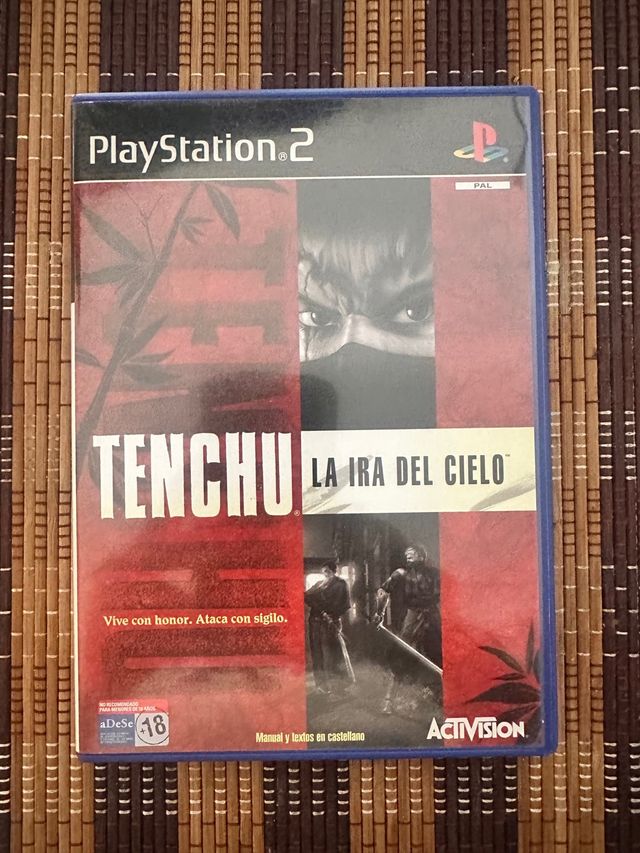 PlayStation®2
PAL
TENCHU®
LA IRA DEL CIELO™
Vive con honor. Ataca con sigilo.
NO RECOMENDADO
PARA MENORES DE 18 AÑOS.
aDeSe
+18
Manual y textos en castellano
ACTIVISION